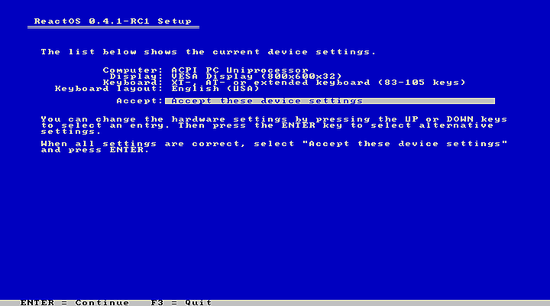 ReactOS 0.4.1-RC1 Setup
The list below shows the current device settings.
Computer: ACPI PC Uniprocessor
Display: VESA Display (800x600x32)
Keyboard: XT-, AT- or extended keyboard (83-105 keys)
Keyboard layout: English (USA)
Accept: Accept these device settings
You can change the hardware settings by pressing the UP or DOWN keys
to select an entry. Then press the ENTER key to select alternative
settings.
When all settings are correct, select "Accept these device settings"
and press ENTER.
ENTER = Continue F3 = Quit